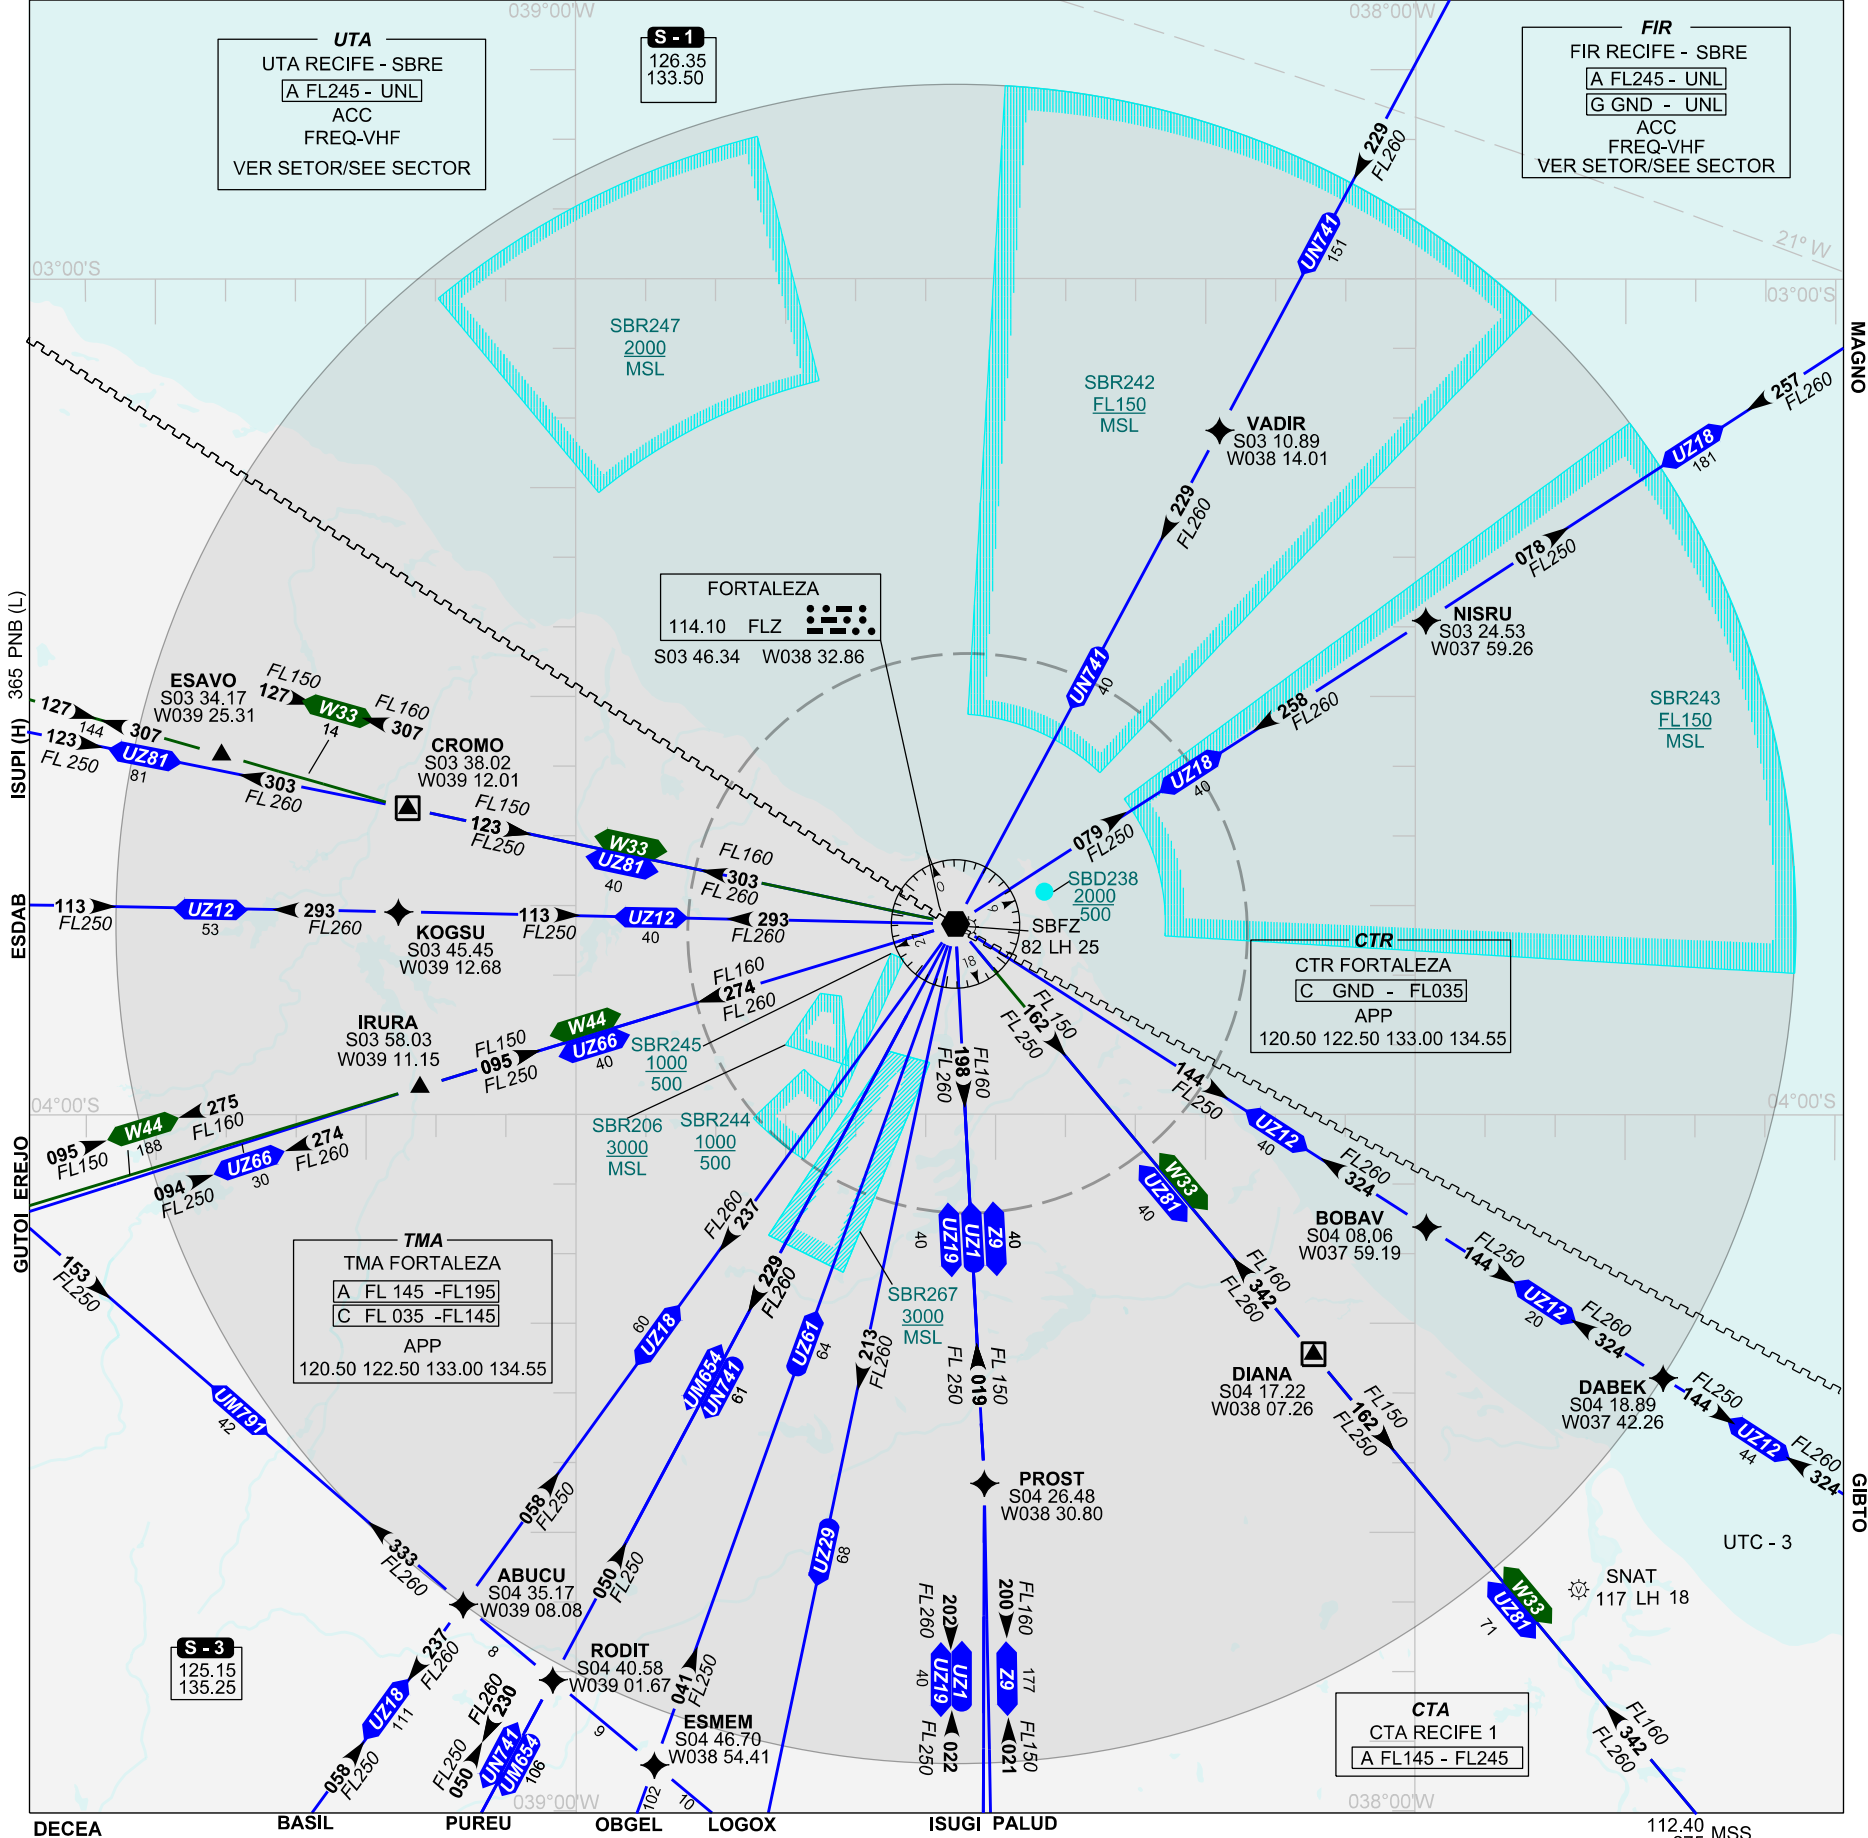 039°00'W
038°00'W
UTA
UTA RECIFE - SBRE
A FL245 - UNL
ACC
FREQ-VHF
VER SETOR/SEE SECTOR
S - 1
126.35
133.50
FIR
FIR RECIFE - SBRE
A FL245 - UNL
G GND - UNL
ACC
FREQ-VHF
VER SETOR/SEE SECTOR
229
FL260
UN741
151
21° W
03°00'S
03°00'S
MAGNO
SBR247
2000
MSL
SBR242
FL150
MSL
VADIR
S03 10.89
W038 14.01
257
FL260
UZ18
181
229
FL260
078
FL250
NISRU
S03 24.53
W037 59.26
FORTALEZA
114.10 FLZ
S03 46.34 W038 32.86
UN741
40
258
FL260
SBR243
FL150
MSL
365 PNB (L)
ISUPI (H)
ESAVO
S03 34.17
W039 25.31
FL150
127
W33
14
FL160
307
127
144
307
123
FL 250
UZ81
81
303
FL 260
CROMO
S03 38.02
W039 12.01
FL150
123
FL250
W33
UZ81
40
FL160
303
FL 260
UZ18
40
079
FL250
SBD238
2000
500
SBFZ
82 LH 25
ESDAB
113
FL250
UZ12
53
293
FL260
KOGSU
S03 45.45
W039 12.68
113
FL250
UZ12
40
293
FL260
0
9
18
27
CTR
CTR FORTALEZA
C GND - FL035
APP
120.50 122.50 133.00 134.55
FL160
274
FL260
IRURA
S03 58.03
W039 11.15
FL150
095
FL250
W44
UZ66
40
SBR245
1000
500
SBR206
3000
MSL
SBR244
1000
500
198
FL160
FL260
FL 150
162
FL250
144
FL250
UZ12
40
FL260
324
04°00'S
04°00'S
GUTOI EREJO
095
FL150
W44
188
275
FL160
094
FL250
UZ66
30
274
FL260
153
FL250
TMA
TMA FORTALEZA
A FL 145 -FL195
C FL 035 -FL145
APP
120.50 122.50 133.00 134.55
FL260
237
229
FL260
UZ18
60
UM654
UN741
61
UZ61
64
213
FL260
SBR267
3000
MSL
40
UZ19
UZ1
Z9
40
W33
UZ81
40
BOBAV
S04 08.06
W037 59.19
FL250
144
UZ12
20
FL260
324
FL160
342
FL260
DIANA
S04 17.22
W038 07.26
DABEK
S04 18.89
W037 42.26
FL250
144
UZ12
44
FL260
324
GIBTO
FL 250
019
FL 150
FL150
162
FL250
UM791
42
PROST
S04 26.48
W038 30.80
058
FL250
333
FL260
UZ29
68
UTC - 3
ABUCU
S04 35.17
W039 08.08
050
FL250
SNAT
117 LH 18
W33
UZ81
71
S - 3
125.15
135.25
237
FL260
8
RODIT
S04 40.58
W039 01.67
202
FL260
UZ19
UZ1
40
022
FL250
200
FL160
Z9
177
021
FL150
UZ18
111
FL260
230
041
FL250
9
ESMEM
S04 46.70
W038 54.41
058
FL250
FL250
050
UN741
UM654
106
102
10
CTA
CTA RECIFE 1
A FL145 - FL245
FL160
342
FL260
039°00'W
038°00'W
DECEA
BASIL
PUREU
OBGEL
LOGOX
ISUGI PALUD
112.40
MSS